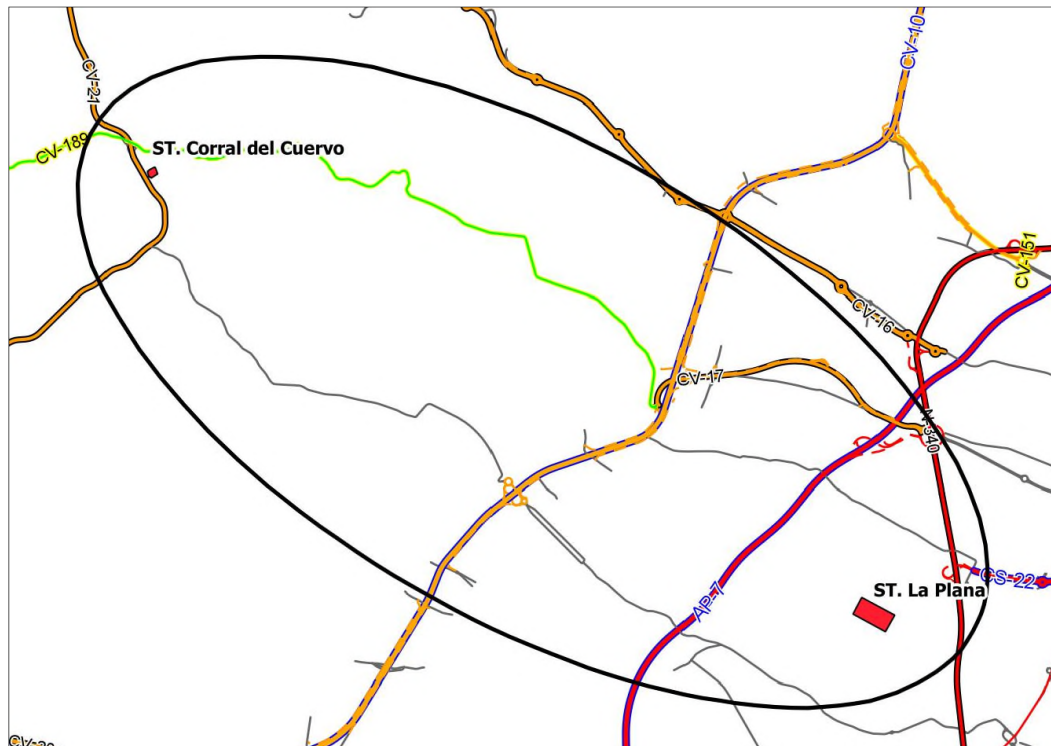 CV-10
CV-21
CV-189
ST. Corral del Cuervo
CV-151
CV-16
CV-17
N-340
CS-22
ST. La Plana
AP-7